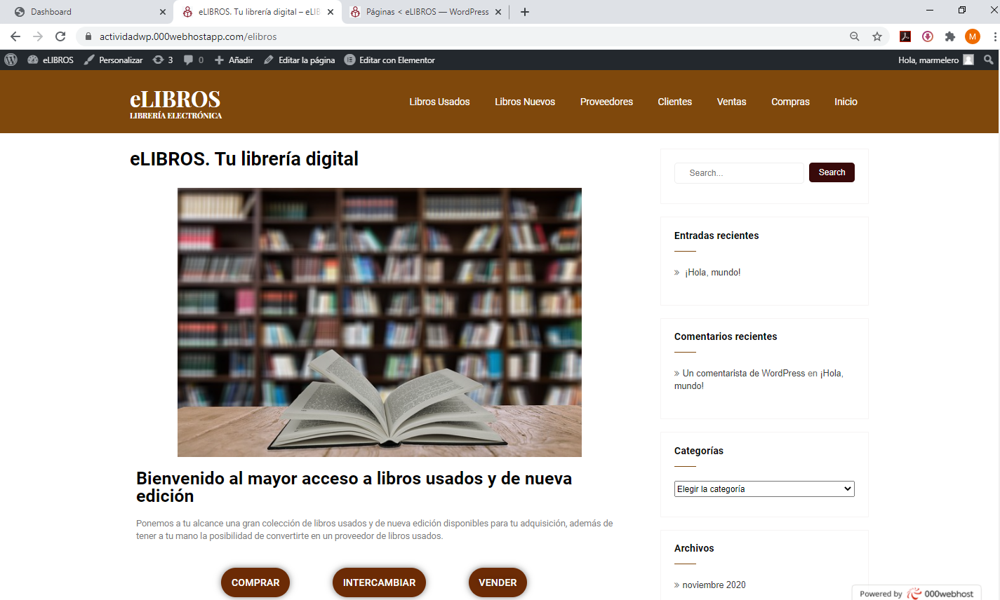 Dashboard
eLIBROS. Tu librería digital – eLIB
Páginas < eLIBROS — WordPress
actividadwp.000webhostapp.com/elibros
M
eLIBROS
Personalizar
3
0
Añadir
Editar la página
Editar con Elementor
Hola, marmelero
eLIBROS
LIBRERÍA ELECTRÓNICA
Libros Usados
Libros Nuevos
Proveedores
Clientes
Ventas
Compras
Inicio
eLIBROS. Tu librería digital
Bienvenido al mayor acceso a libros usados y de nueva
edición
Ponemos a tu alcance una gran colección de libros usados y de nueva edición disponibles para tu adquisición, además de
tener a tu mano la posibilidad de convertirte en un proveedor de libros usados.
COMPRAR
INTERCAMBIAR
VENDER
Search...
Search
Entradas recientes
» ¡Hola, mundo!
Comentarios recientes
» Un comentarista de WordPress en ¡Hola,
mundo!
Categorías
Elegir la categoría
Archivos
» noviembre 2020
Powered by 000webhost